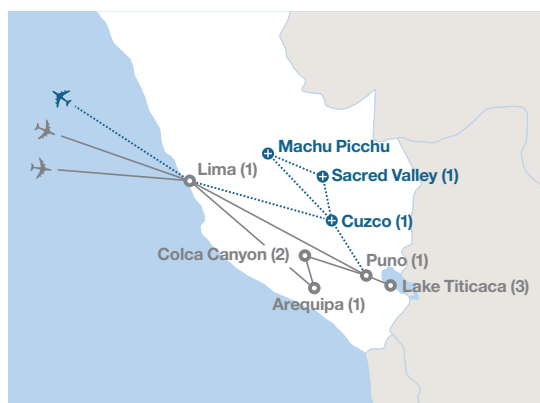 Machu Picchu
Lima (1)
Sacred Valley (1)
Cuzco (1)
Colca Canyon (2)
Puno (1)
Lake Titicaca (3)
Arequipa (1)